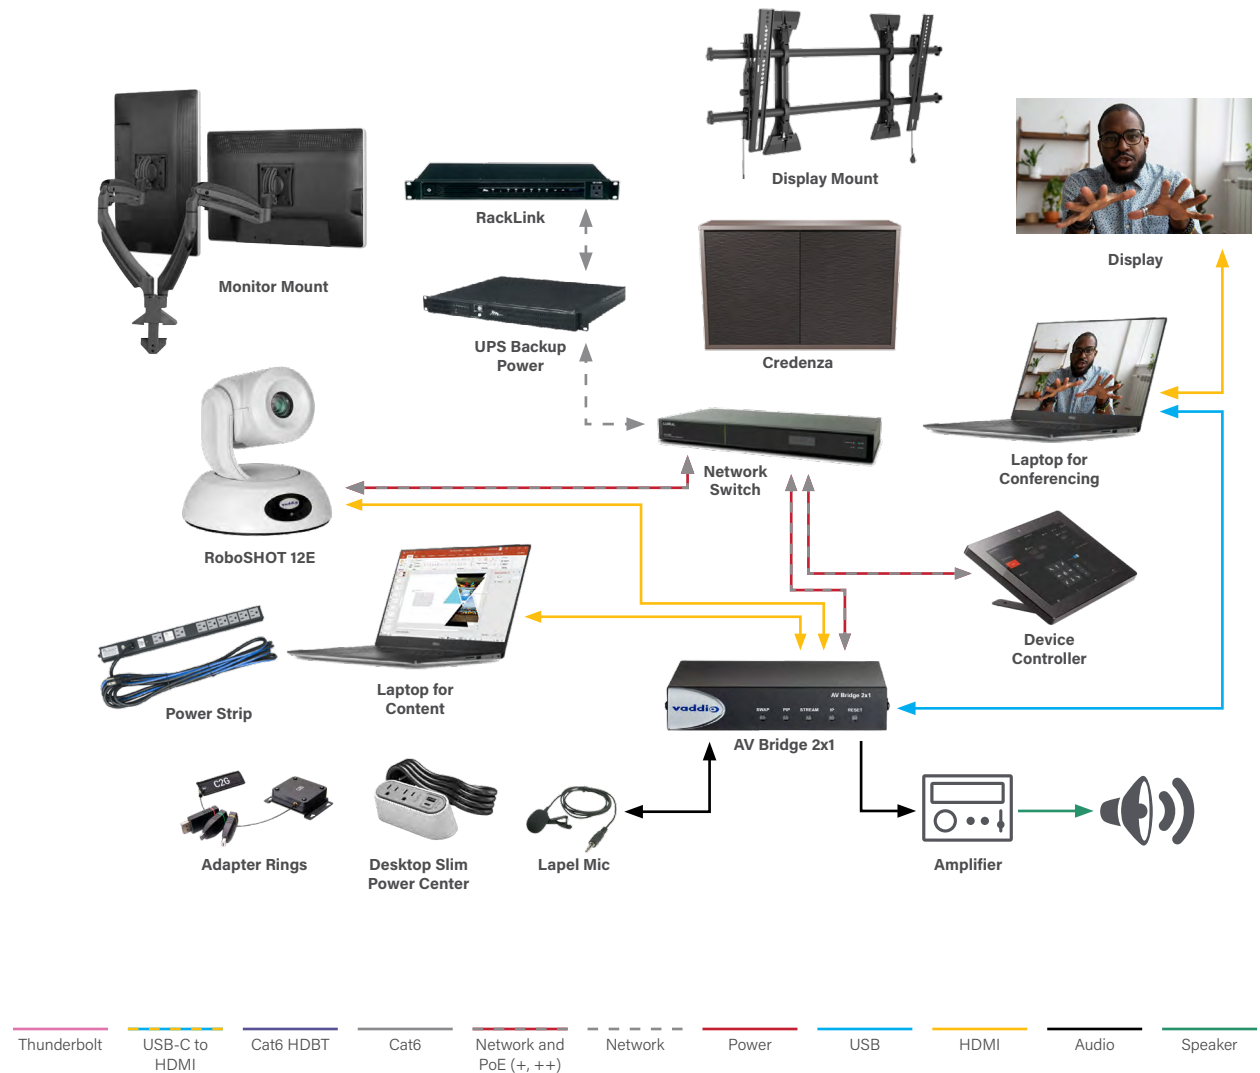 Display Mount
RackLink
Monitor Mount
Display
UPS Backup
Power
Credenza
Network
Switch
Laptop for
Conferencing
vaddio
RoboSHOT 12E
Device
Controller
Laptop for
Content
Power Strip
AV Bridge 2x1
vaddio
SWAP PIP STREAM IP RESET
AV Bridge 2x1
C2G
Adapter Rings
Desktop Slim
Power Center
Lapel Mic
Amplifier
Thunderbolt
USB-C to
HDMI
Cat6 HDBT
Cat6
Network and
PoE (+, ++)
Network
Power
USB
HDMI
Audio
Speaker